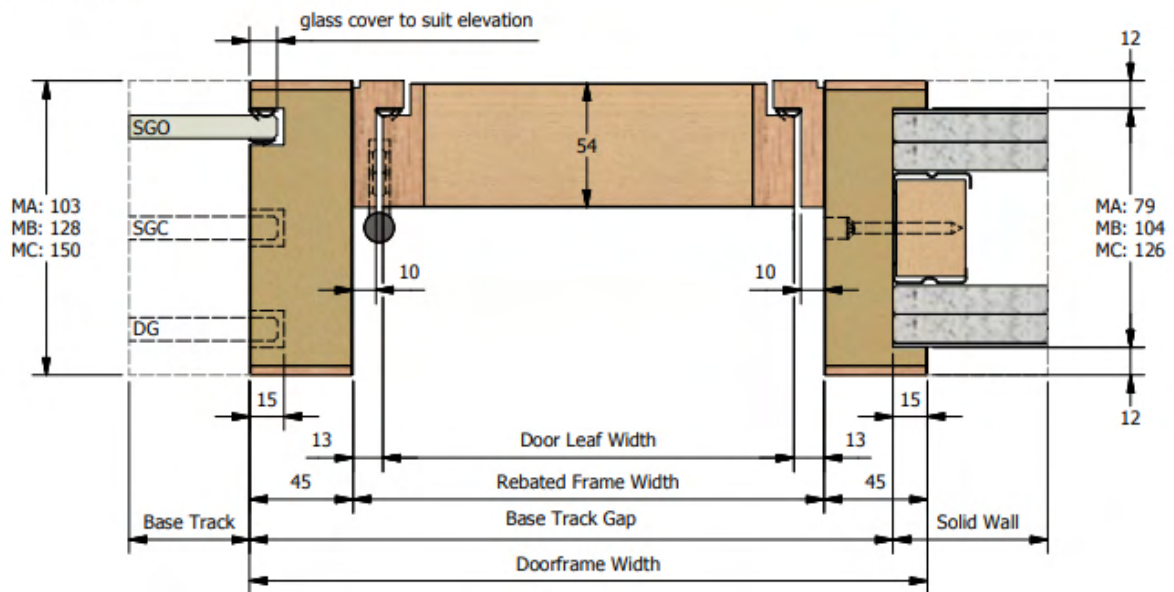 glass cover to suit elevation
12
SGO
54
MA: 103
MB: 128
MC: 150
SGC
MA: 79
MB: 104
MC: 126
10
10
DG
15
15
12
13
Door Leaf Width
13
45
Rebated Frame Width
45
Base Track
Base Track Gap
Solid Wall
Doorframe Width